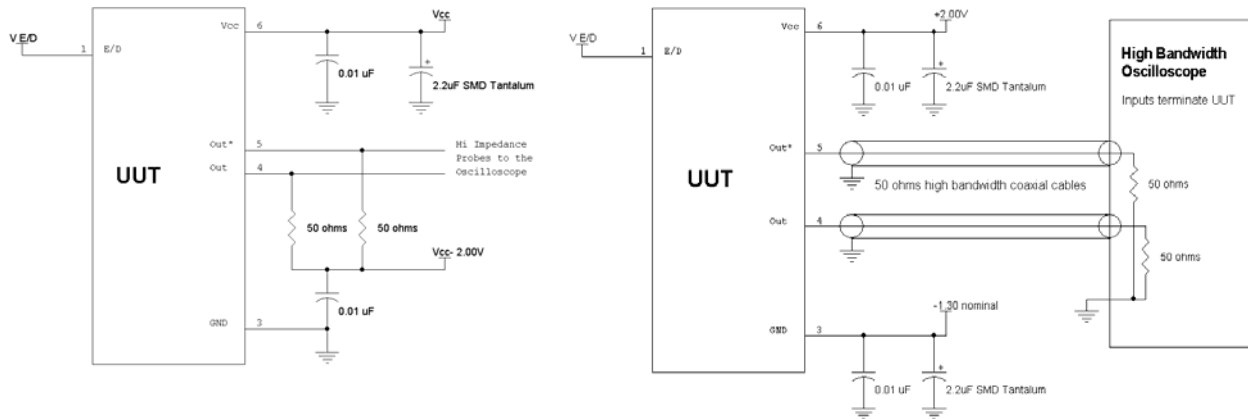 V E/D
1
E/D
Vcc
6
Vcc
0.01 uF
+
2.2uF SMD Tantalum
Out*
5
Hi Impedance
Probes to the
Oscilloscope
Out
4
UUT
50 ohms
50 ohms
Vcc- 2.00V
0.01 uF
GND
3
V E/D
1
E/D
Vcc
6
+2.00V
0.01 uF
+
2.2uF SMD Tantalum
High Bandwidth
Oscilloscope
Inputs terminate UUT
Out*
5
UUT
50 ohms high bandwidth coaxial cables
50 ohms
Out
4
50 ohms
-1.30 nominal
GND
3
0.01 uF
+
2.2uF SMD Tantalum